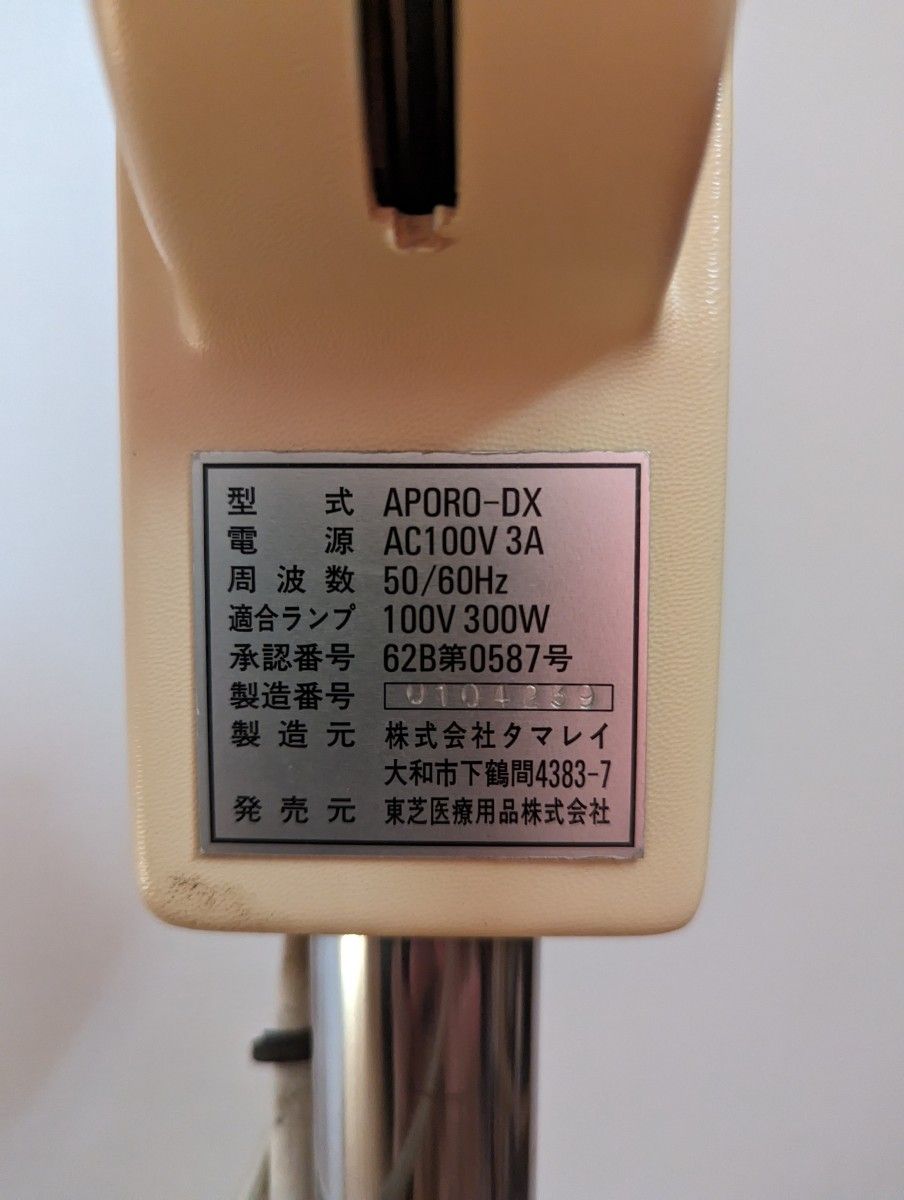 型式 APORO-DX
電源 AC100V 3A
周波数 50/60Hz
適合ランプ 100V 300W
承認番号 62B第0587号
製造番号 0104239
製造元 株式会社タマレイ
大和市下鶴間4383-7
発売元 東芝医療用品株式会社